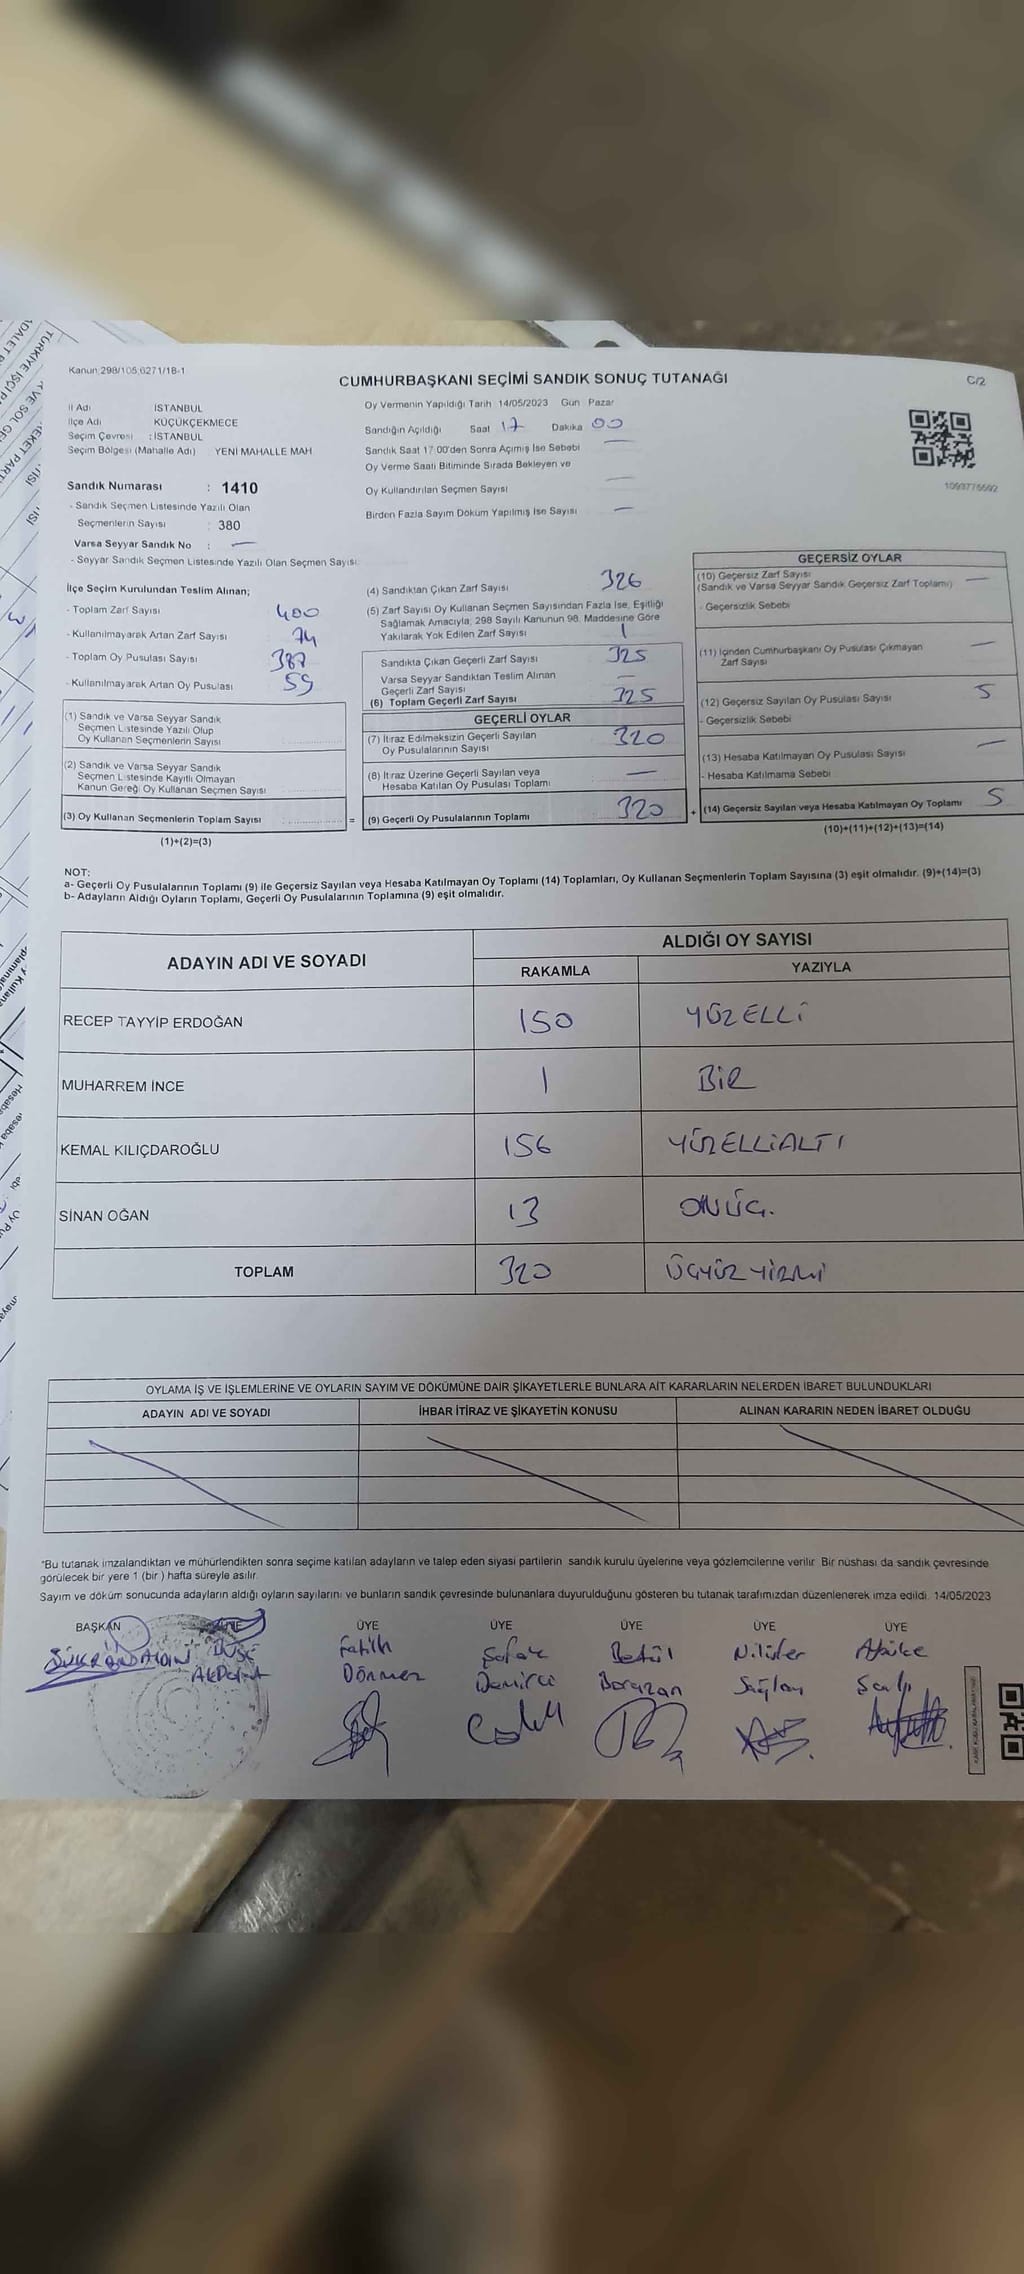 Kanun:298/105,6271/18-1
CUMHURBAŞKANI SEÇİMİ SANDIK SONUÇ TUTANAĞI
C/2
İl Adı İSTANBUL
İlçe Adı KÜÇÜKÇEKMECE
Seçim Çevresi : İSTANBUL
Seçim Bölgesi (Mahalle Adı) YENİ MAHALLE MAH
Sandık Numarası : 1410
- Sandık Seçmen Listesinde Yazılı Olan
Seçmenlerin Sayısı : 380
Varsa Seyyar Sandık No : —
- Seyyar Sandık Seçmen Listesinde Yazılı Olan Seçmen Sayısı:
Oy Vermenin Yapıldığı Tarih 14/05/2023 Gün Pazar
Sandığın Açıldığı Saat 17 Dakika 00
Sandık Saat 17 00'den Sonra Açılmış İse Sebebi —
Oy Verme Saati Bitiminde Sırada Bekleyen ve
Oy Kullandırılan Seçmen Sayısı —
Birden Fazla Sayım Döküm Yapılmış İse Sayısı —
1093776692
İlçe Seçim Kurulundan Teslim Alınan;
- Toplam Zarf Sayısı 400
- Kullanılmayarak Artan Zarf Sayısı 74
- Toplam Oy Pusulası Sayısı 387
- Kullanılmayarak Artan Oy Pusulası 59
(1) Sandık ve Varsa Seyyar Sandık
Seçmen Listesinde Yazılı Olup
Oy Kullanan Seçmenlerin Sayısı
(2) Sandık ve Varsa Seyyar Sandık
Seçmen Listesinde Kayıtlı Olmayan
Kanun Gereği Oy Kullanan Seçmen Sayısı
(3) Oy Kullanan Seçmenlerin Toplam Sayısı =
(1)+(2)=(3)
(4) Sandıktan Çıkan Zarf Sayısı 326
(5) Zarf Sayısı Oy Kullanan Seçmen Sayısından Fazla İse, Eşitliği
Sağlamak Amacıyla; 298 Sayılı Kanunun 98. Maddesine Göre
Yakılarak Yok Edilen Zarf Sayısı 1
Sandıkta Çıkan Geçerli Zarf Sayısı 325
Varsa Seyyar Sandıktan Teslim Alınan
Geçerli Zarf Sayısı —
(6) Toplam Geçerli Zarf Sayısı 325
GEÇERLİ OYLAR
(7) İtiraz Edilmeksizin Geçerli Sayılan
Oy Pusulalarının Sayısı 320
(8) İtiraz Üzerine Geçerli Sayılan veya
Hesaba Katılan Oy Pusulası Toplamı —
(9) Geçerli Oy Pusulalarının Toplamı 320 +
GEÇERSİZ OYLAR
(10) Geçersiz Zarf Sayısı
(Sandık ve Varsa Seyyar Sandık Geçersiz Zarf Toplamı) —
- Geçersizlik Sebebi
(11) İçinden Cumhurbaşkanı Oy Pusulası Çıkmayan
Zarf Sayısı —
(12) Geçersiz Sayılan Oy Pusulası Sayısı 5
- Geçersizlik Sebebi
(13) Hesaba Katılmayan Oy Pusulası Sayısı —
- Hesaba Katılmama Sebebi
(14) Geçersiz Sayılan veya Hesaba Katılmayan Oy Toplamı 5
(10)+(11)+(12)+(13)=(14)
NOT:
a- Geçerli Oy Pusulalarının Toplamı (9) ile Geçersiz Sayılan veya Hesaba Katılmayan Oy Toplamı (14) Toplamları, Oy Kullanan Seçmenlerin Toplam Sayısına (3) eşit olmalıdır. (9)+(14)=(3)
b- Adayların Aldığı Oyların Toplamı, Geçerli Oy Pusulalarının Toplamına (9) eşit olmalıdır.
ADAYIN ADI VE SOYADI
ALDIĞI OY SAYISI
RAKAMLA YAZIYLA
RECEP TAYYİP ERDOĞAN 150 YÜZELLİ
MUHARREM İNCE 1 BİR
KEMAL KILIÇDAROĞLU 156 YÜZELLİALTI
SİNAN OĞAN 13 ONÜÇ.
TOPLAM 320 ÜÇYÜZYİRMİ
OYLAMA İŞ VE İŞLEMLERİNE VE OYLARIN SAYIM VE DÖKÜMÜNE DAİR ŞİKAYETLERLE BUNLARA AİT KARARLARIN NELERDEN İBARET BULUNDUKLARI
ADAYIN ADI VE SOYADI İHBAR İTİRAZ VE ŞİKAYETİN KONUSU ALINAN KARARIN NEDEN İBARET OLDUĞU
*Bu tutanak imzalandıktan ve mühürlendikten sonra seçime katılan adayların ve talep eden siyasi partilerin sandık kurulu üyelerine veya gözlemcilerine verilir. Bir nüshası da sandık çevresinde
görülecek bir yere 1 (bir ) hafta süreyle asılır.
Sayım ve döküm sonucunda adayların aldığı oyların sayılarını ve bunların sandık çevresinde bulunanlara duyurulduğunu gösteren bu tutanak tarafımızdan düzenlenerek imza edildi. 14/05/2023
BAŞKAN ÜYE ÜYE ÜYE ÜYE ÜYE
Fatih Betül Nilüfer
Dönmez Demirci Borazan Sağlam